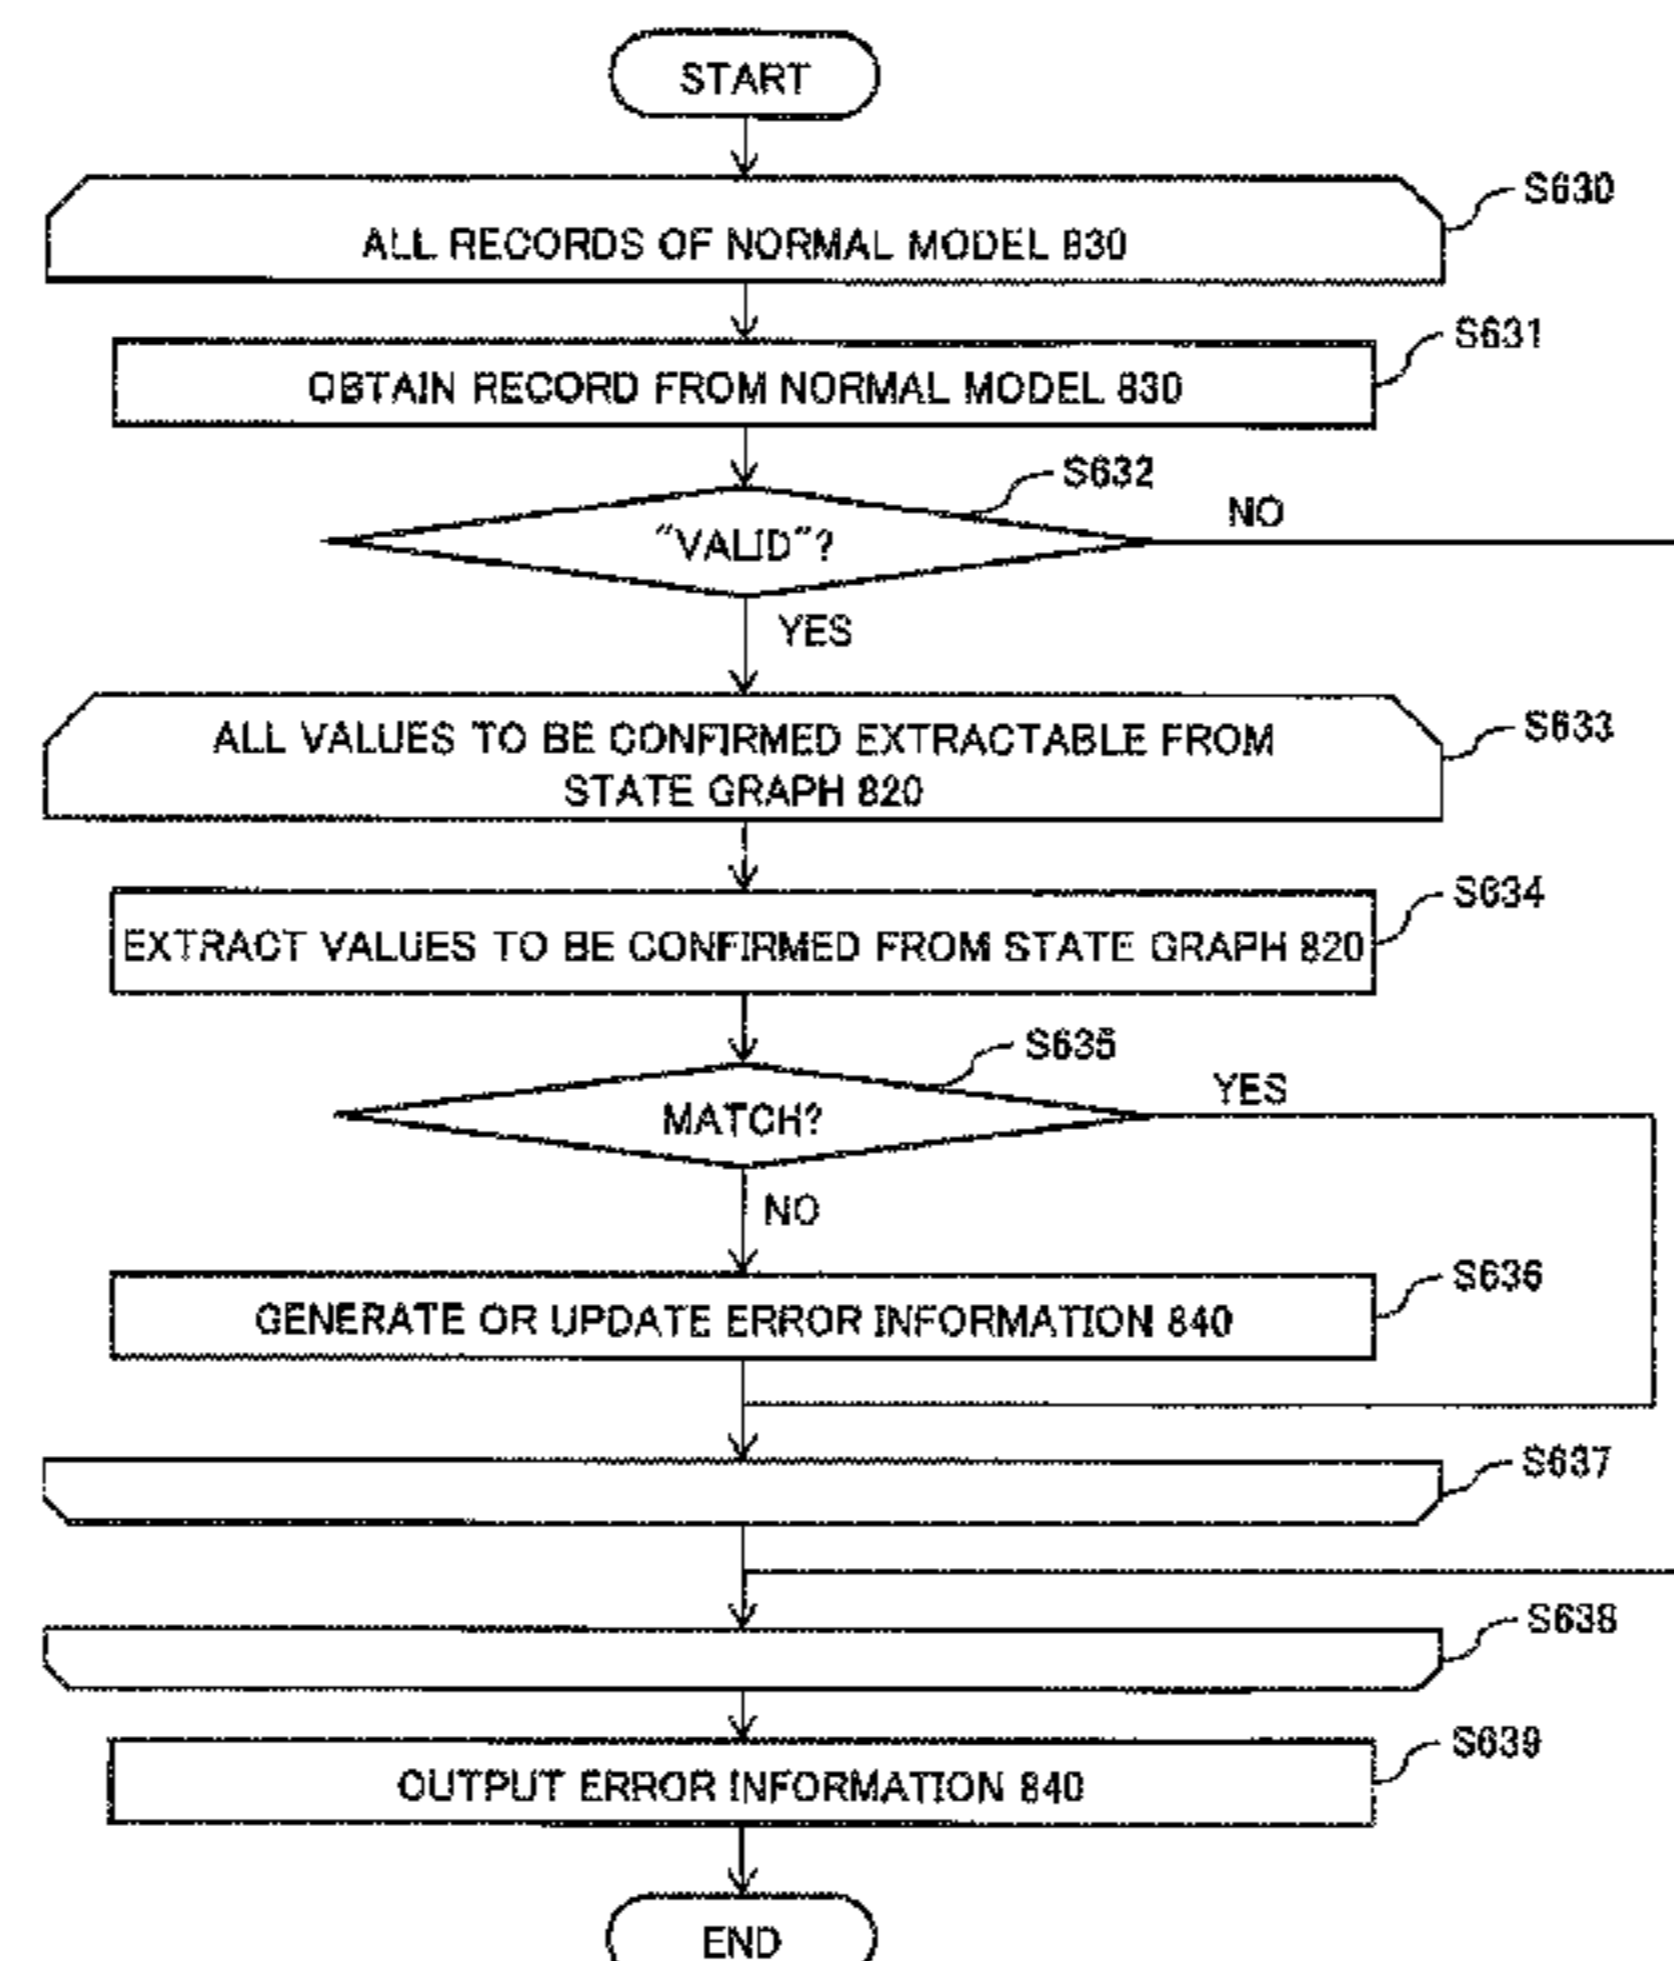 START
S630
ALL RECORDS OF NORMAL MODEL 830
S631
OBTAIN RECORD FROM NORMAL MODEL 830
S632
"VALID"?
NO
YES
S633
ALL VALUES TO BE CONFIRMED EXTRACTABLE FROM
STATE GRAPH 820
S634
EXTRACT VALUES TO BE CONFIRMED FROM STATE GRAPH 820
S635
MATCH?
YES
NO
S636
GENERATE OR UPDATE ERROR INFORMATION 840
S637
S638
S639
OUTPUT ERROR INFORMATION 840
END